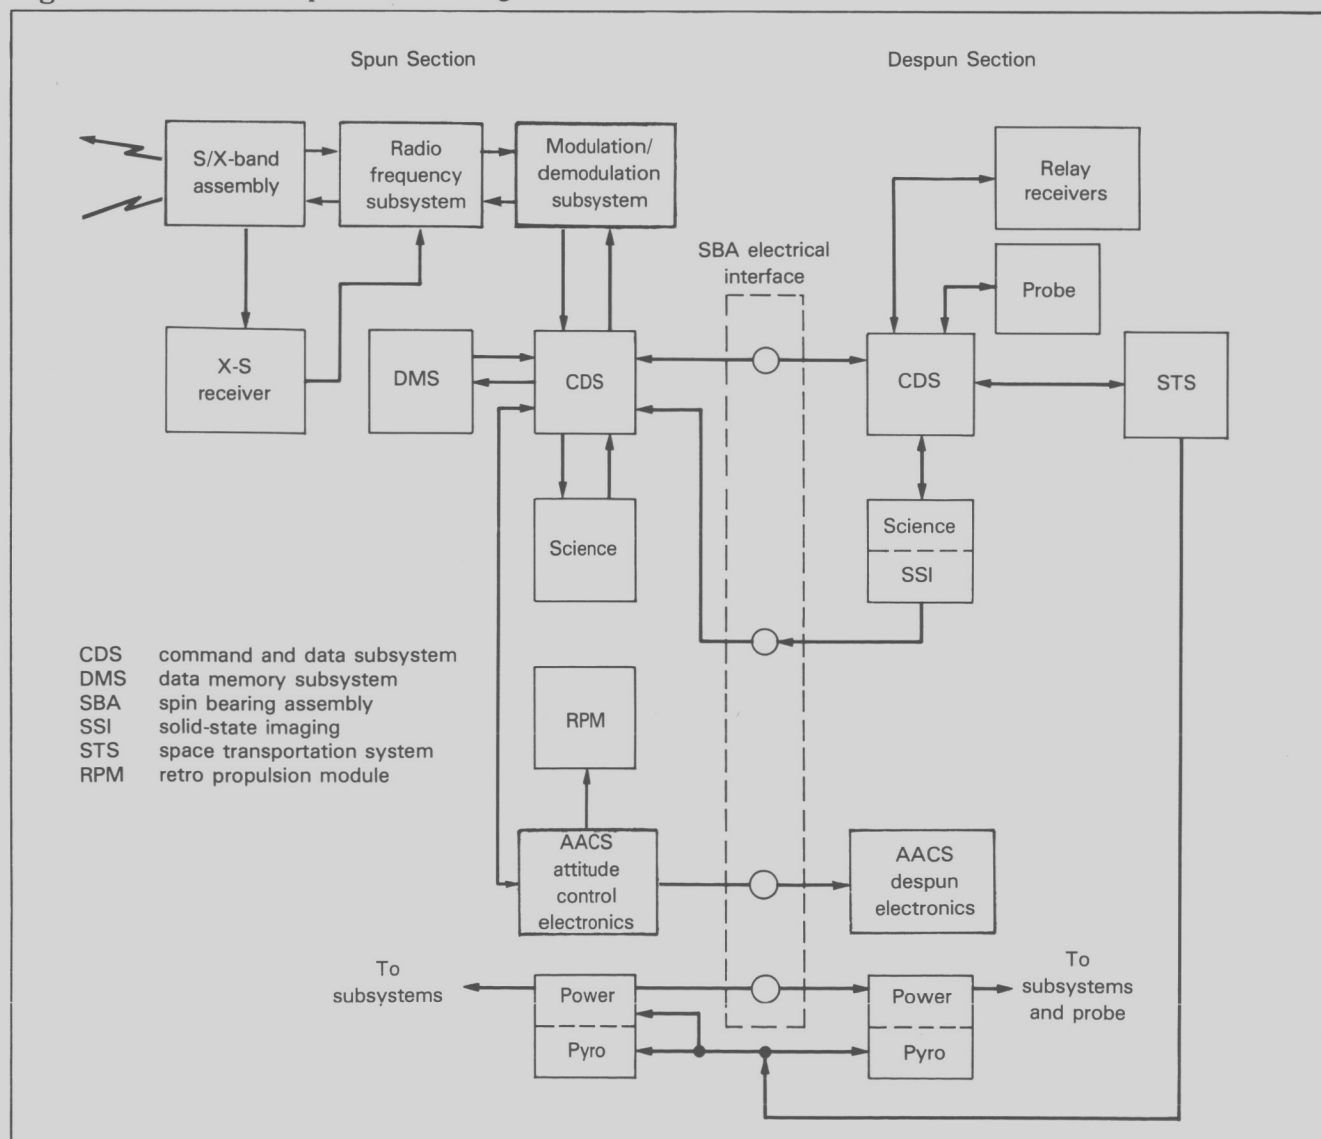 Spun Section
Despun Section
S/X-band
assembly
Radio
frequency
subsystem
Modulation/
demodulation
subsystem
Relay
receivers
SBA electrical
interface
Probe
X-S
receiver
DMS
CDS
CDS
STS
Science
Science
SSI
CDS command and data subsystem
DMS data memory subsystem
SBA spin bearing assembly
SSI solid-state imaging
STS space transportation system
RPM retro propulsion module
RPM
AACS
attitude
control
electronics
AACS
despun
electronics
To
subsystems
Power
Pyro
Power
Pyro
To
subsystems
and probe